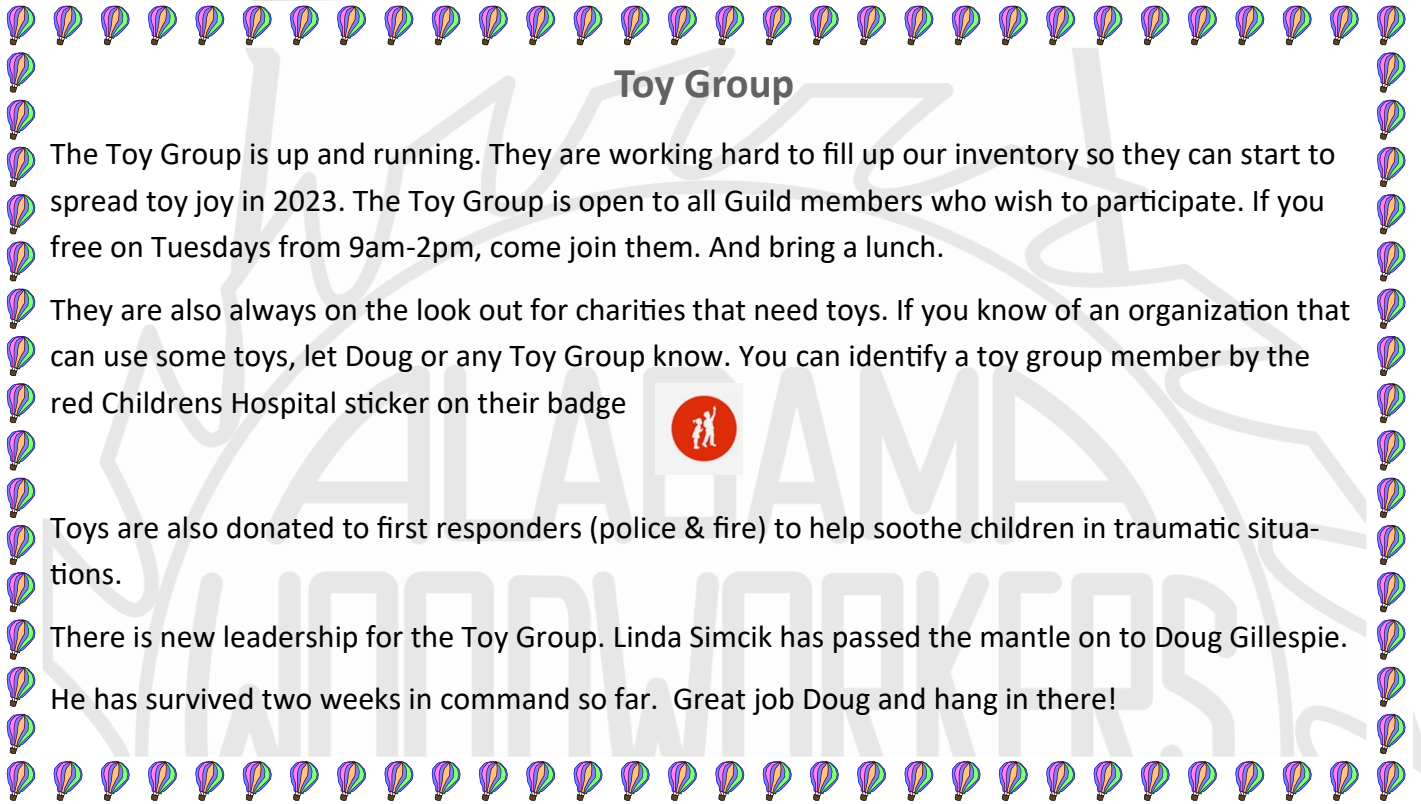 Toy Group
The Toy Group is up and running. They are working hard to fill up our inventory so they can start to
spread toy joy in 2023. The Toy Group is open to all Guild members who wish to participate. If you
free on Tuesdays from 9am-2pm, come join them. And bring a lunch.
They are also always on the look out for charities that need toys. If you know of an organization that
can use some toys, let Doug or any Toy Group know. You can identify a toy group member by the
red Childrens Hospital sticker on their badge
Toys are also donated to first responders (police & fire) to help soothe children in traumatic situa-
tions.
There is new leadership for the Toy Group. Linda Simcik has passed the mantle on to Doug Gillespie.
He has survived two weeks in command so far.  Great job Doug and hang in there!
ALABAMA
WOODWORKERS